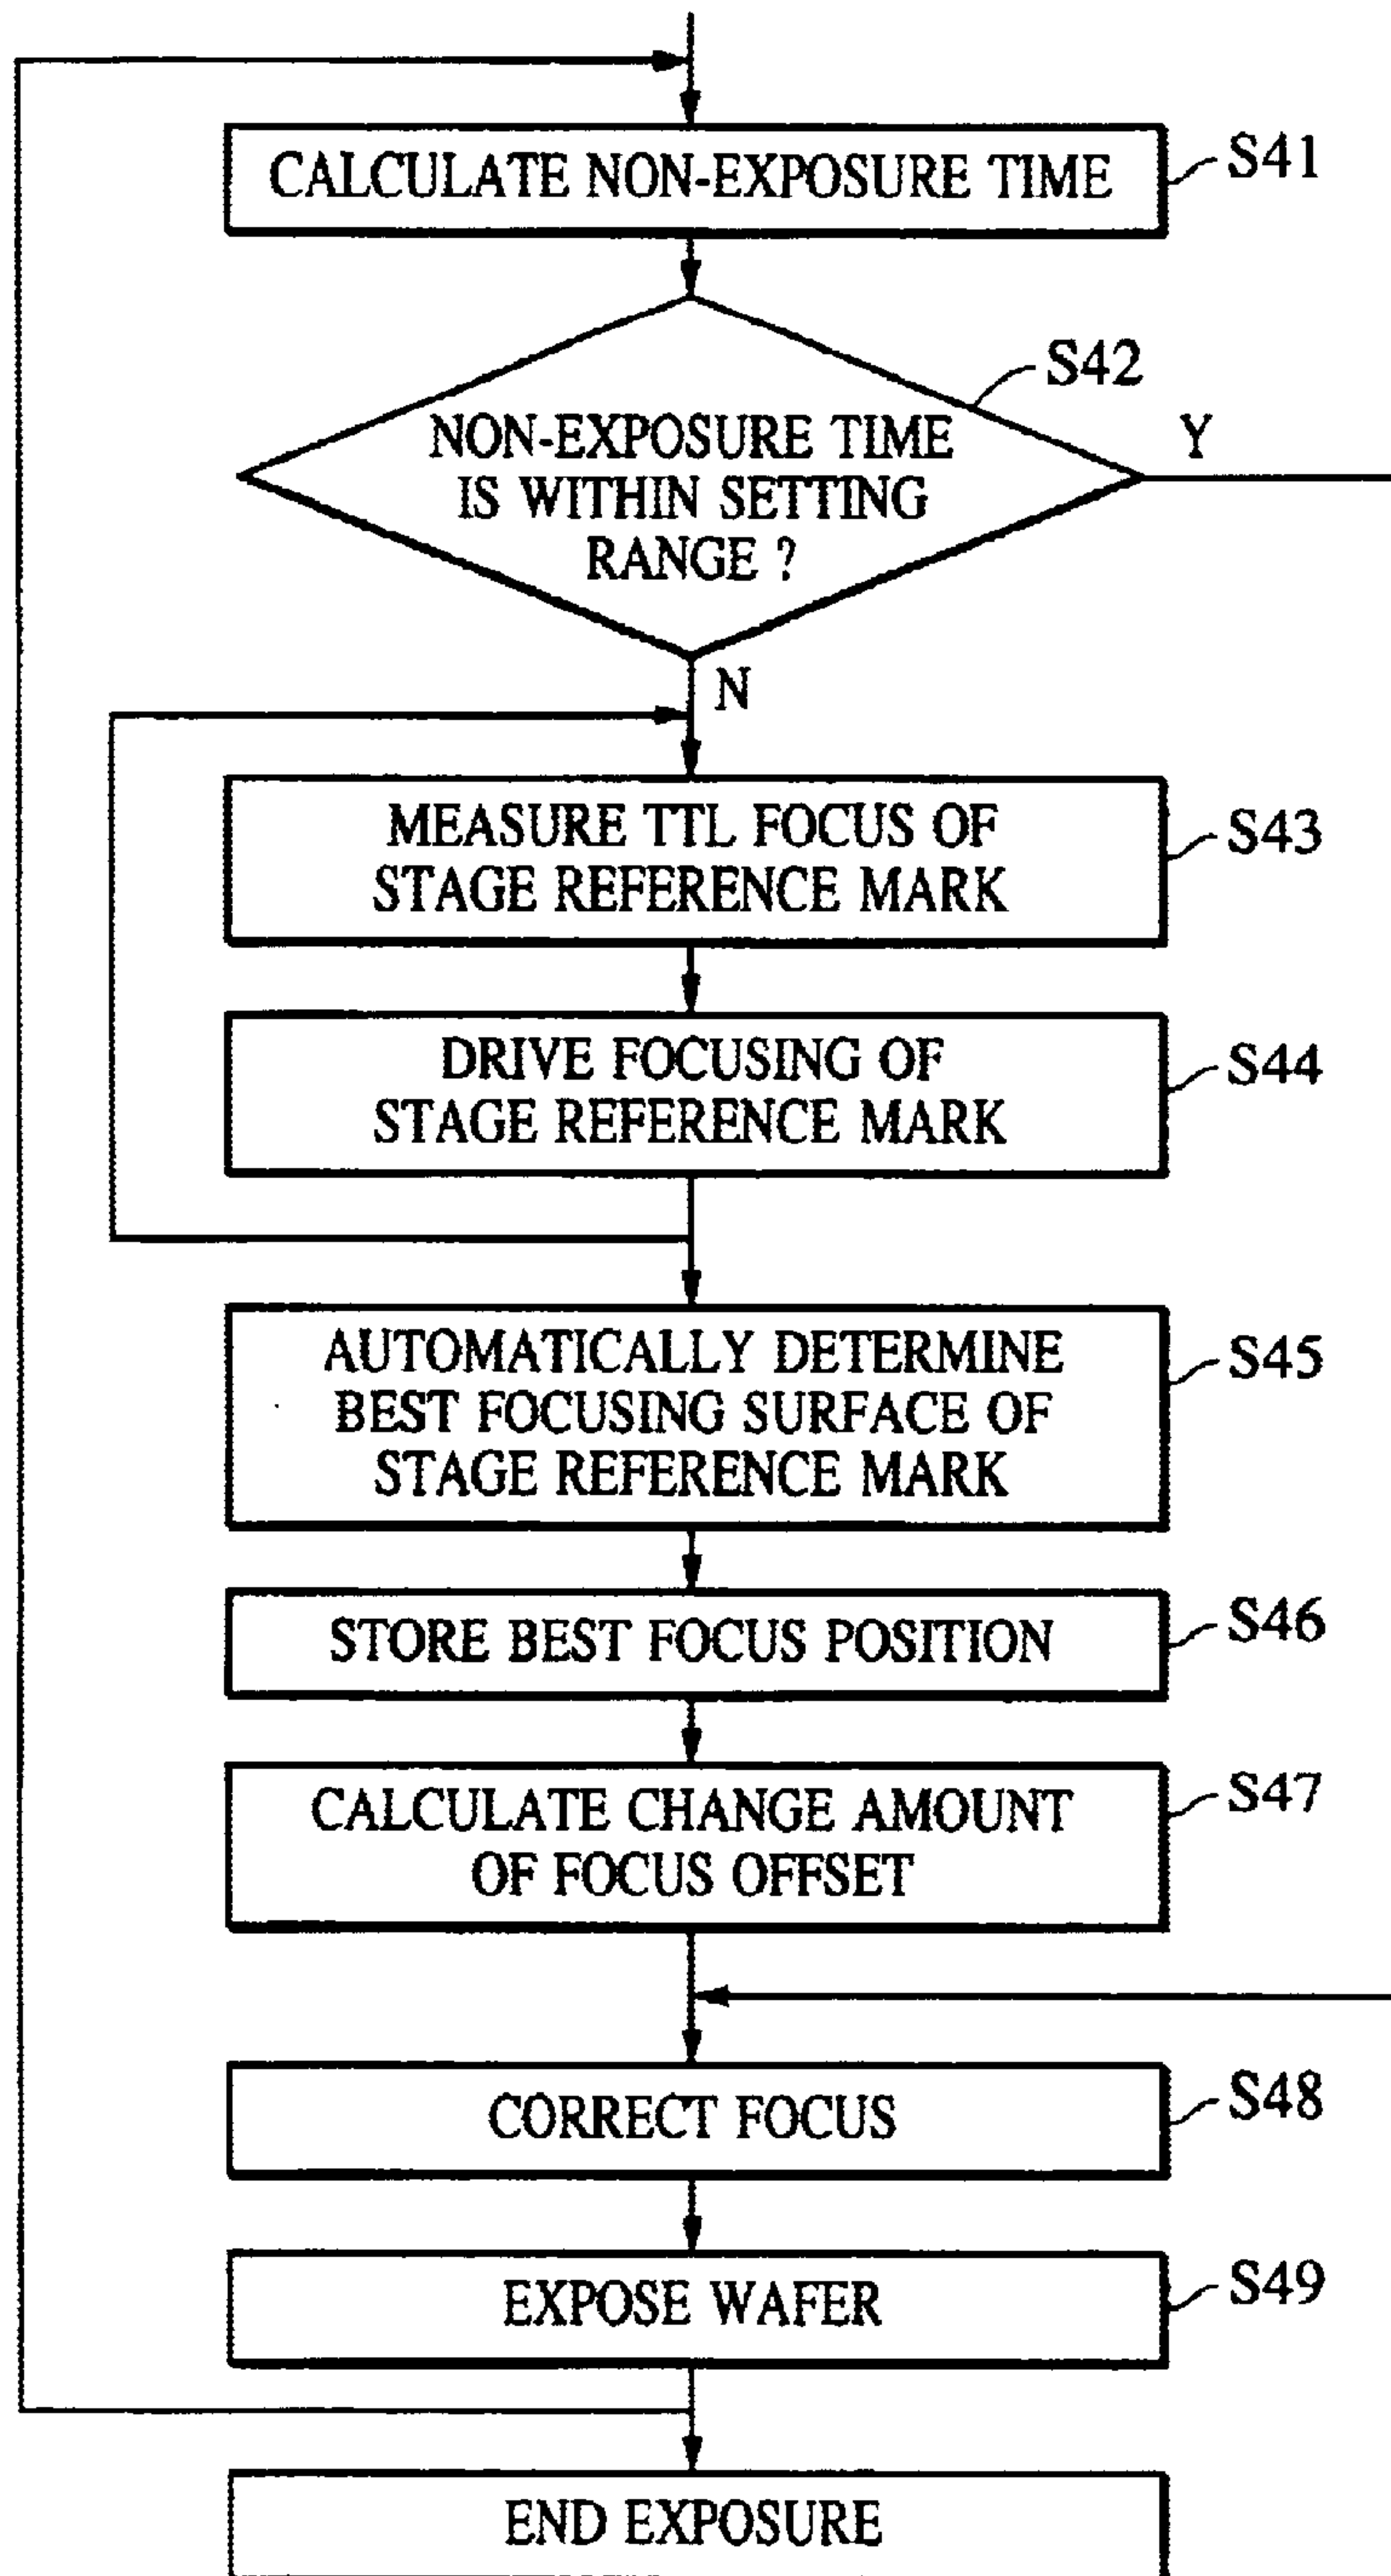 CALCULATE NON-EXPOSURE TIME
S41
S42
NON-EXPOSURE TIME
IS WITHIN SETTING
RANGE ?
Y
N
MEASURE TTL FOCUS OF
STAGE REFERENCE MARK
S43
DRIVE FOCUSING OF
STAGE REFERENCE MARK
S44
AUTOMATICALLY DETERMINE
BEST FOCUSING SURFACE OF
STAGE REFERENCE MARK
S45
STORE BEST FOCUS POSITION
S46
CALCULATE CHANGE AMOUNT
OF FOCUS OFFSET
S47
CORRECT FOCUS
S48
EXPOSE WAFER
S49
END EXPOSURE